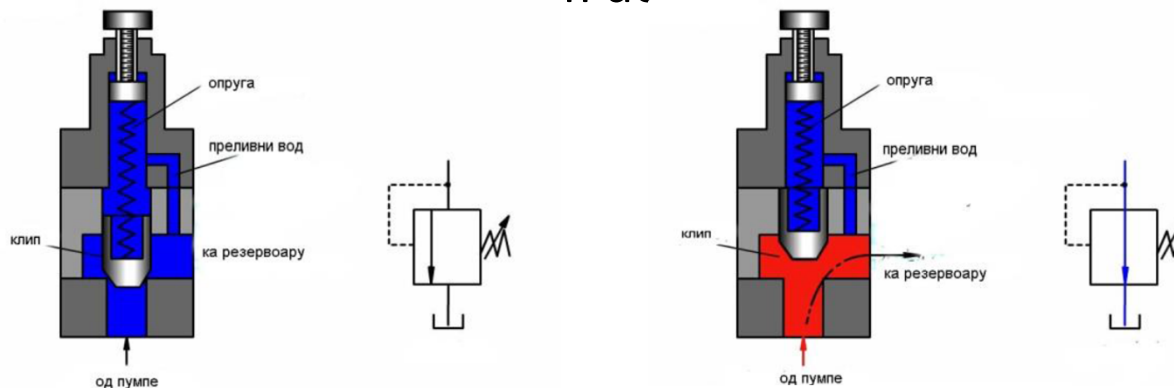 опруга
преливни вод
клип
ка резервоару
од пумпе
опруга
преливни вод
клип
ка резервоару
од пумпе